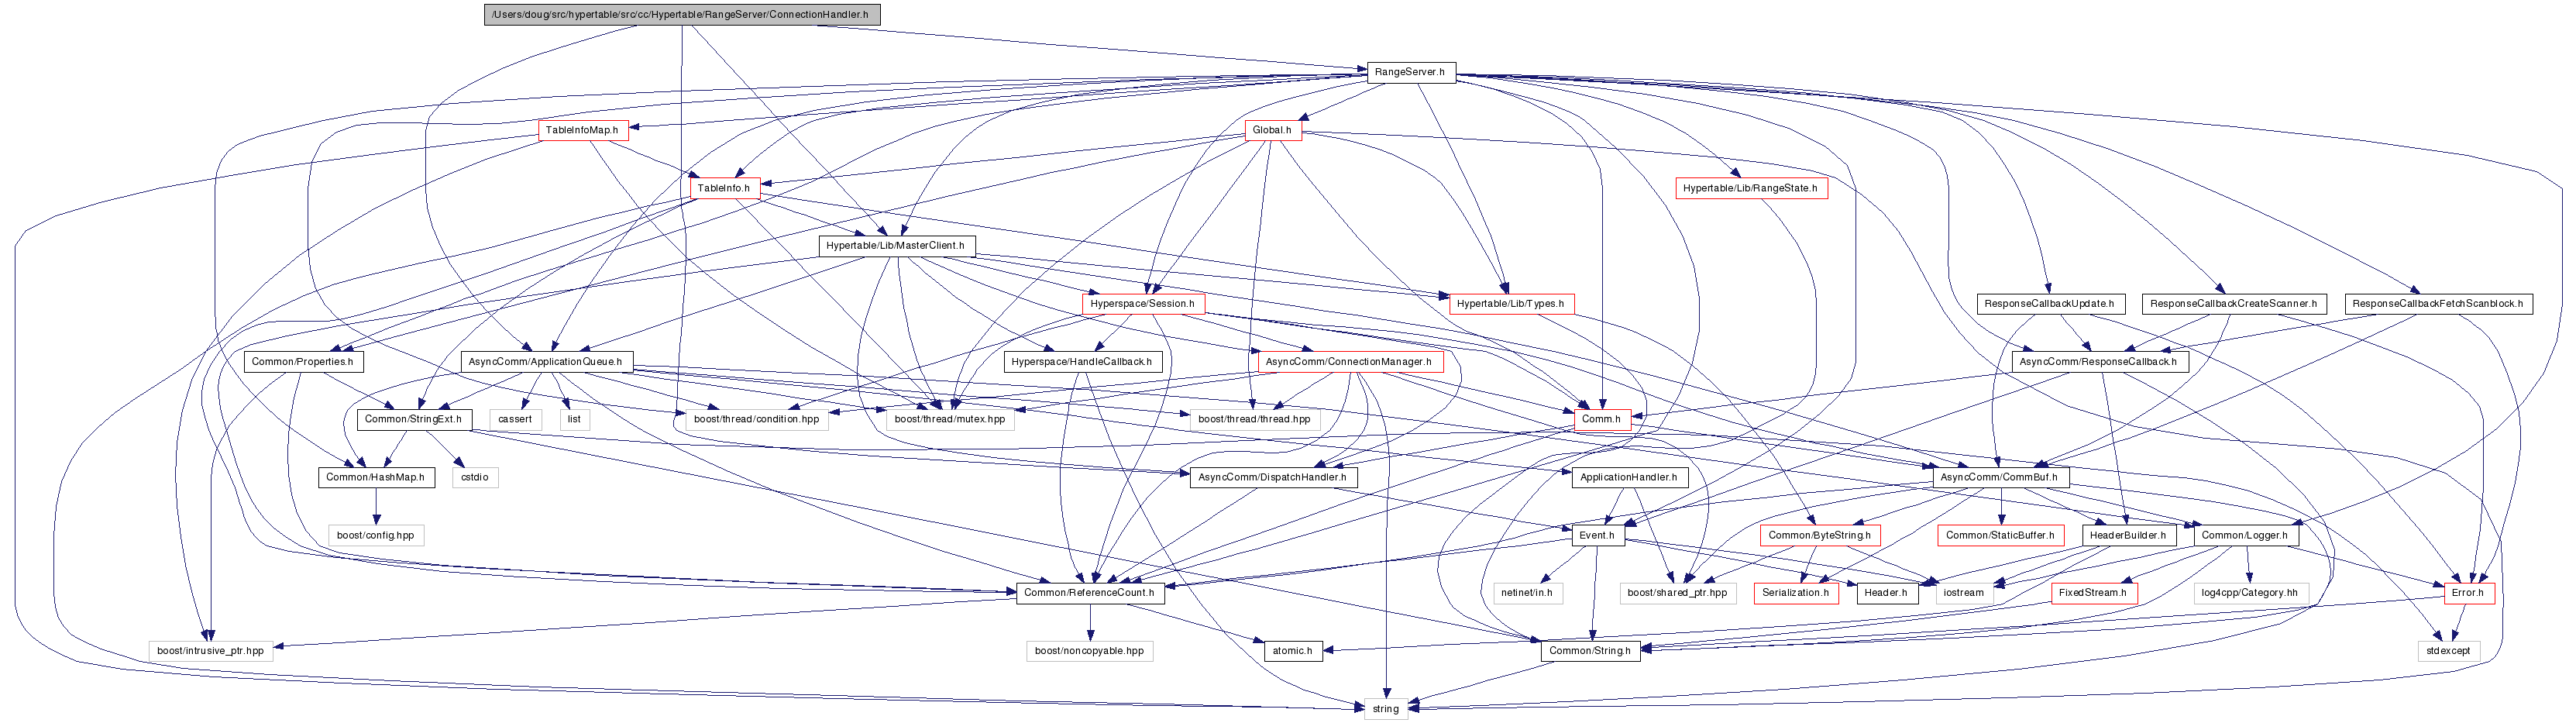 /Users/doug/src/hypertable/src/cc/Hypertable/RangeServer/ConnectionHandler.h
RangeServer.h
TableInfoMap.h
Global.h
TableInfo.h
Hypertable/Lib/RangeState.h
Hypertable/Lib/MasterClient.h
Hyperspace/Session.h
Hypertable/Lib/Types.h
ResponseCallbackUpdate.h
ResponseCallbackCreateScanner.h
ResponseCallbackFetchScanblock.h
Common/Properties.h
AsyncComm/ApplicationQueue.h
Hyperspace/HandleCallback.h
AsyncComm/ConnectionManager.h
AsyncComm/ResponseCallback.h
Common/StringExt.h
cassert
list
boost/thread/condition.hpp
boost/thread/mutex.hpp
boost/thread/thread.hpp
Comm.h
Common/HashMap.h
cstdio
AsyncComm/DispatchHandler.h
ApplicationHandler.h
AsyncComm/CommBuf.h
boost/config.hpp
Event.h
Common/ByteString.h
Common/StaticBuffer.h
HeaderBuilder.h
Common/Logger.h
Common/ReferenceCount.h
netinet/in.h
boost/shared_ptr.hpp
Serialization.h
Header.h
iostream
FixedStream.h
log4cpp/Category.hh
Error.h
boost/intrusive_ptr.hpp
boost/noncopyable.hpp
atomic.h
Common/String.h
stdexcept
string